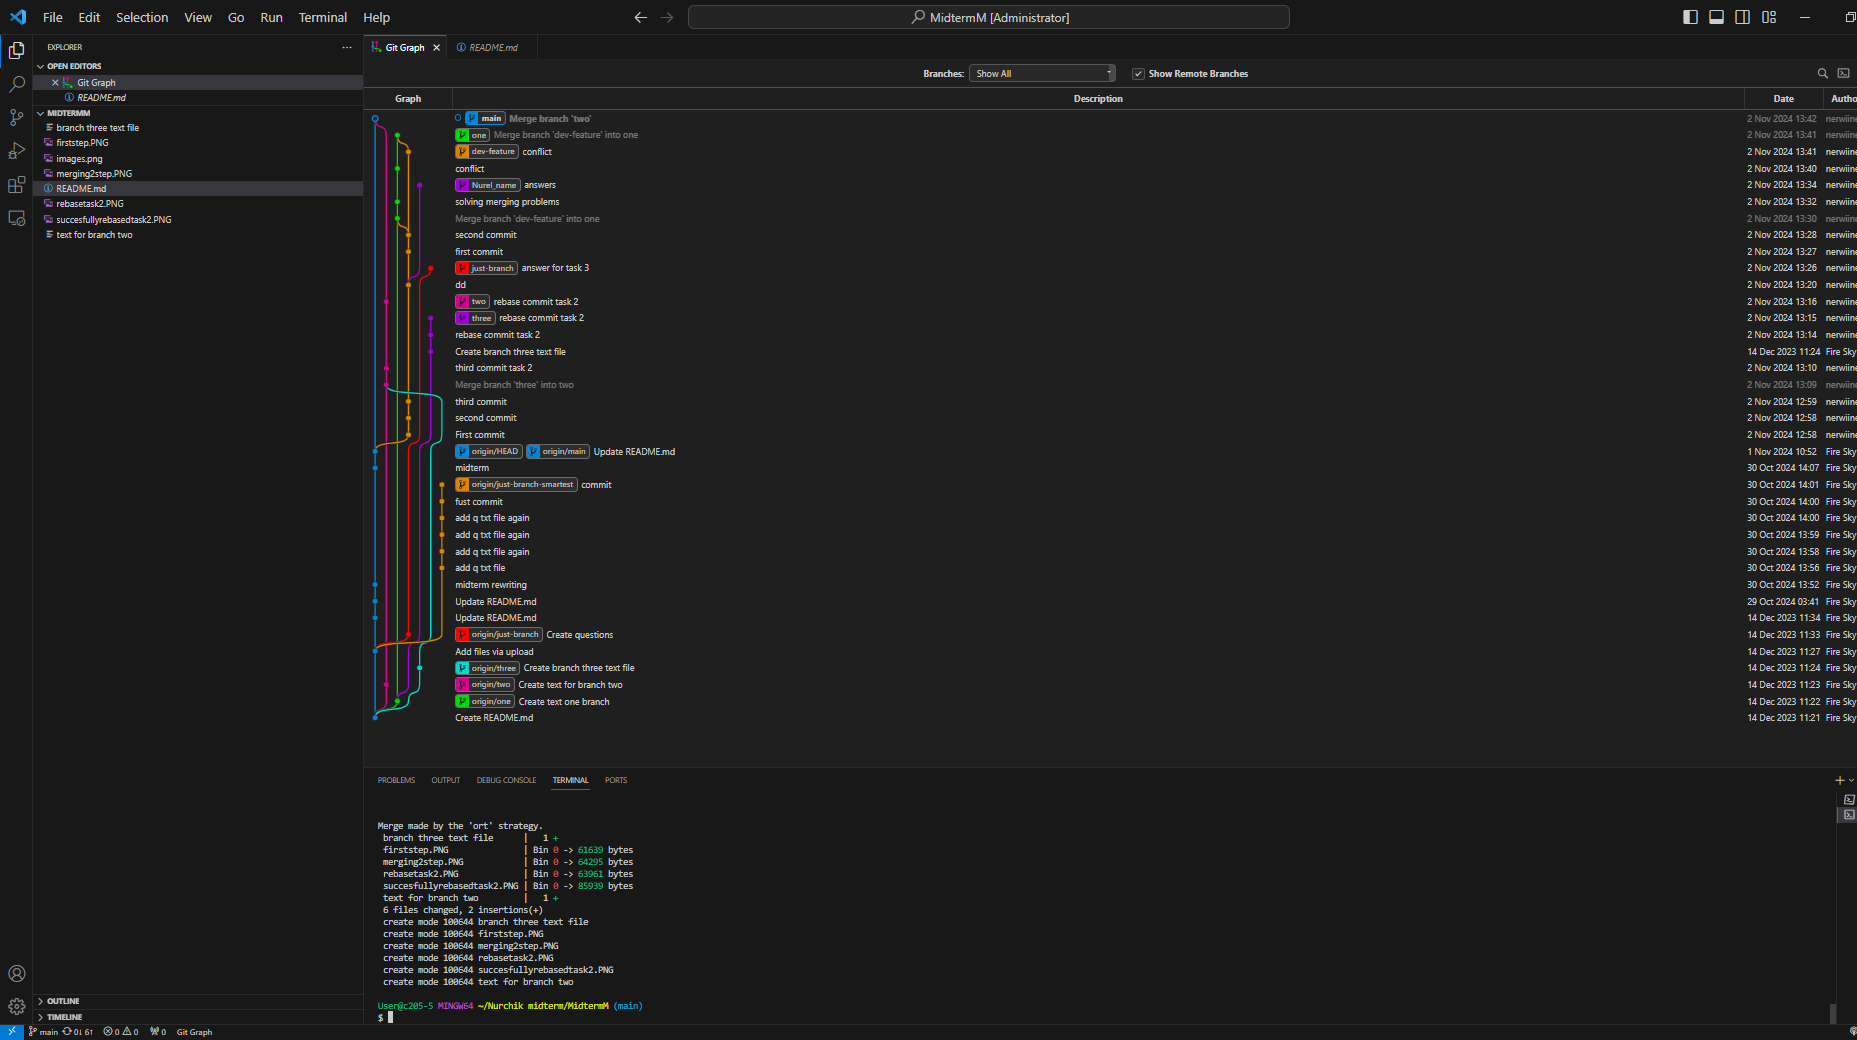 File Edit Selection View Go Run Terminal Help
MidtermM [Administrator]
EXPLORER
OPEN EDITORS
Git Graph
README.md
MIDTERMM
branch three text file
firststep.PNG
images.png
merging2step.PNG
README.md
rebasetask2.PNG
succesfullyrebasedtask2.PNG
text for branch two
OUTLINE
TIMELINE
Git Graph
README.md
Branches: Show All Show Remote Branches
Graph Description Date Autho
main Merge branch 'two' 2 Nov 2024 13:42 nerwiine
one Merge branch 'dev-feature' into one 2 Nov 2024 13:41 nerwiine
dev-feature conflict 2 Nov 2024 13:41 nerwiine
conflict 2 Nov 2024 13:40 nerwiine
Nurel_name answers 2 Nov 2024 13:34 nerwiine
solving merging problems 2 Nov 2024 13:32 nerwiine
Merge branch 'dev-feature' into one 2 Nov 2024 13:30 nerwiine
second commit 2 Nov 2024 13:28 nerwiine
first commit 2 Nov 2024 13:27 nerwiine
just-branch answer for task 3 2 Nov 2024 13:26 nerwiine
dd 2 Nov 2024 13:20 nerwiine
two rebase commit task 2 2 Nov 2024 13:16 nerwiine
three rebase commit task 2 2 Nov 2024 13:15 nerwiine
rebase commit task 2 2 Nov 2024 13:14 nerwiine
Create branch three text file 14 Dec 2023 11:24 Fire Sky
third commit task 2 2 Nov 2024 13:10 nerwiine
Merge branch 'three' into two 2 Nov 2024 13:09 nerwiine
third commit 2 Nov 2024 12:59 nerwiine
second commit 2 Nov 2024 12:58 nerwiine
First commit 2 Nov 2024 12:58 nerwiine
origin/HEAD origin/main Update README.md 1 Nov 2024 10:52 Fire Sky
midterm 30 Oct 2024 14:07 Fire Sky
origin/just-branch-smartest commit 30 Oct 2024 14:01 Fire Sky
fust commit 30 Oct 2024 14:00 Fire Sky
add q txt file again 30 Oct 2024 14:00 Fire Sky
add q txt file again 30 Oct 2024 13:59 Fire Sky
add q txt file again 30 Oct 2024 13:58 Fire Sky
add q txt file 30 Oct 2024 13:56 Fire Sky
midterm rewriting 30 Oct 2024 13:52 Fire Sky
Update README.md 29 Oct 2024 03:41 Fire Sky
Update README.md 14 Dec 2023 11:34 Fire Sky
origin/just-branch Create questions 14 Dec 2023 11:33 Fire Sky
Add files via upload 14 Dec 2023 11:27 Fire Sky
origin/three Create branch three text file 14 Dec 2023 11:24 Fire Sky
origin/two Create text for branch two 14 Dec 2023 11:23 Fire Sky
origin/one Create text one branch 14 Dec 2023 11:22 Fire Sky
Create README.md 14 Dec 2023 11:21 Fire Sky
PROBLEMS OUTPUT DEBUG CONSOLE TERMINAL PORTS
Merge made by the 'ort' strategy.
branch three text file | 1 +
firststep.PNG | Bin 0 -> 61639 bytes
merging2step.PNG | Bin 0 -> 64295 bytes
rebasetask2.PNG | Bin 0 -> 63961 bytes
succesfullyrebasedtask2.PNG | Bin 0 -> 85939 bytes
text for branch two | 1 +
6 files changed, 2 insertions(+)
create mode 100644 branch three text file
create mode 100644 firststep.PNG
create mode 100644 merging2step.PNG
create mode 100644 rebasetask2.PNG
create mode 100644 succesfullyrebasedtask2.PNG
create mode 100644 text for branch two
User@c205-5 MINGW64 ~/Nurchik midterm/MidtermM (main)
$
main 0↓ 6↑ 0 0 0 Git Graph